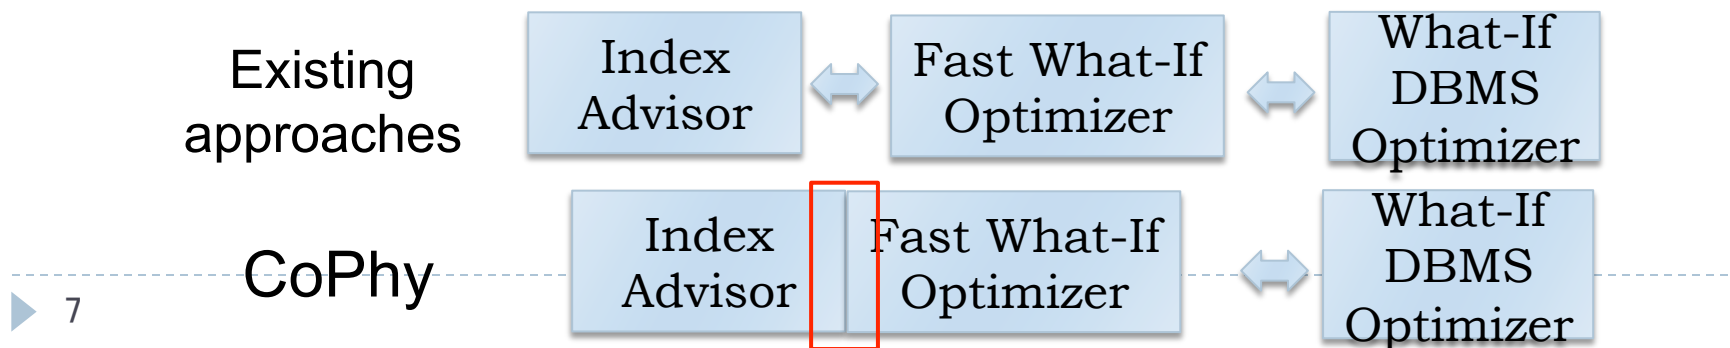 Existing
approaches
Index
Advisor
Fast What-If
Optimizer
What-If
DBMS
Optimizer
CoPhy
Index
Advisor
Fast What-If
Optimizer
What-If
DBMS
Optimizer
7